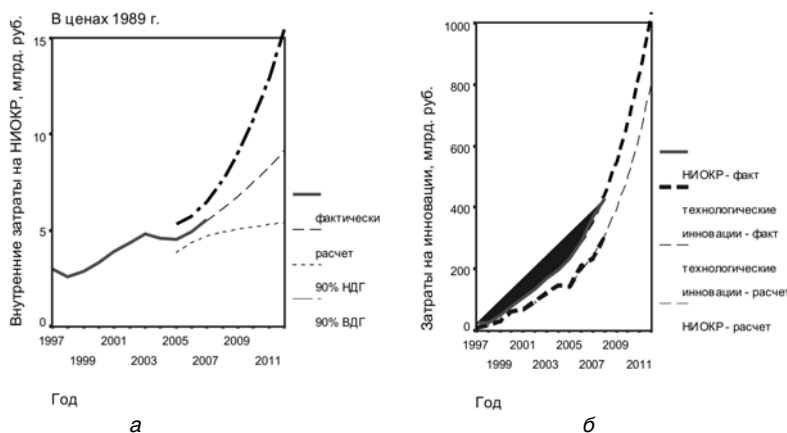 В ценах 1989 г.
Внутренние затраты на НИОКР, млрд. руб.
15
10
5
0
1997
2001
2005
2009
1999
2003
2007
2011
Год
фактически
расчет
90% НДГ
90% ВДГ
а
Затраты на инновации, млрд. руб.
1000
800
600
400
200
0
1997
2001
2005
2009
1999
2003
2007
2011
Год
НИОКР - факт
технологические
инновации - факт
технологические
инновации - расчет
НИОКР - расчет
б